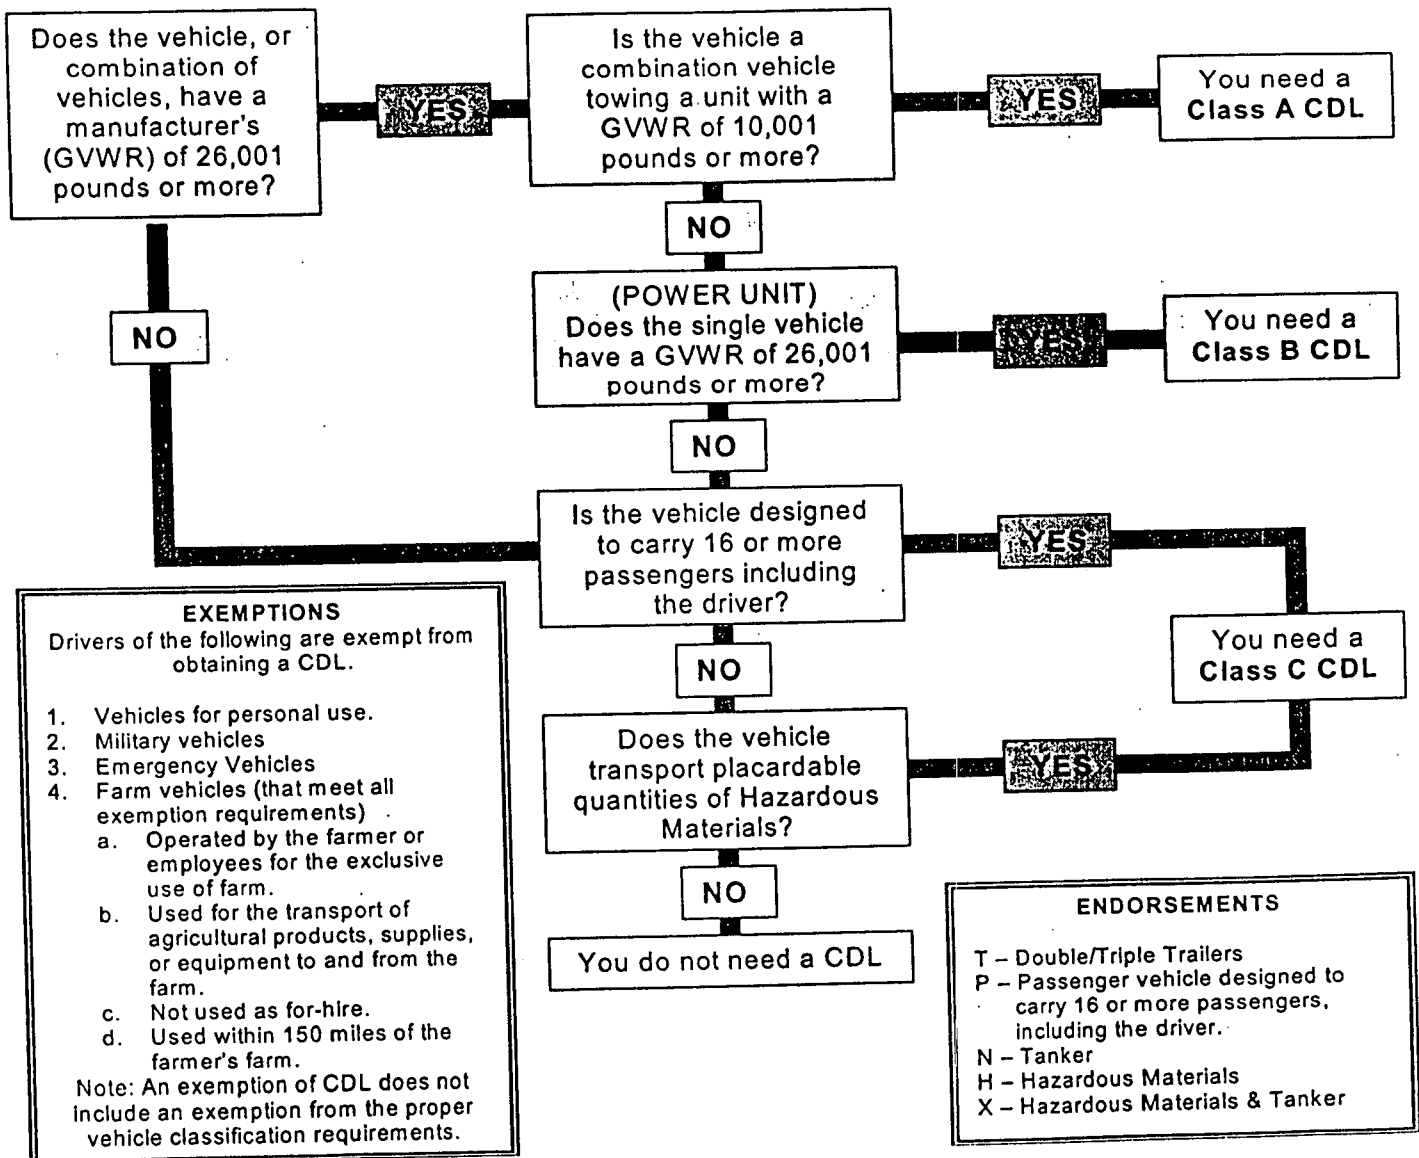 Does the vehicle, or
combination of
vehicles, have a
manufacturer's
(GVWR) of 26,001
pounds or more?
YES
Is the vehicle a
combination vehicle
towing a unit with a
GVWR of 10,001
pounds or more?
YES
You need a
Class A CDL
NO
NO
(POWER UNIT)
Does the single vehicle
have a GVWR of 26,001
pounds or more?
YES
You need a
Class B CDL
NO
Is the vehicle designed
to carry 16 or more
passengers including
the driver?
YES
You need a
Class C CDL
NO
Does the vehicle
transport placardable
quantities of Hazardous
Materials?
YES
NO
You do not need a CDL
EXEMPTIONS
Drivers of the following are exempt from
obtaining a CDL.
1. Vehicles for personal use.
2. Military vehicles
3. Emergency Vehicles
4. Farm vehicles (that meet all
exemption requirements)
a. Operated by the farmer or
employees for the exclusive
use of farm.
b. Used for the transport of
agricultural products, supplies,
or equipment to and from the
farm.
c. Not used as for-hire.
d. Used within 150 miles of the
farmer's farm.
Note: An exemption of CDL does not
include an exemption from the proper
vehicle classification requirements.
ENDORSEMENTS
T – Double/Triple Trailers
P – Passenger vehicle designed to
carry 16 or more passengers,
including the driver.
N – Tanker
H – Hazardous Materials
X – Hazardous Materials & Tanker